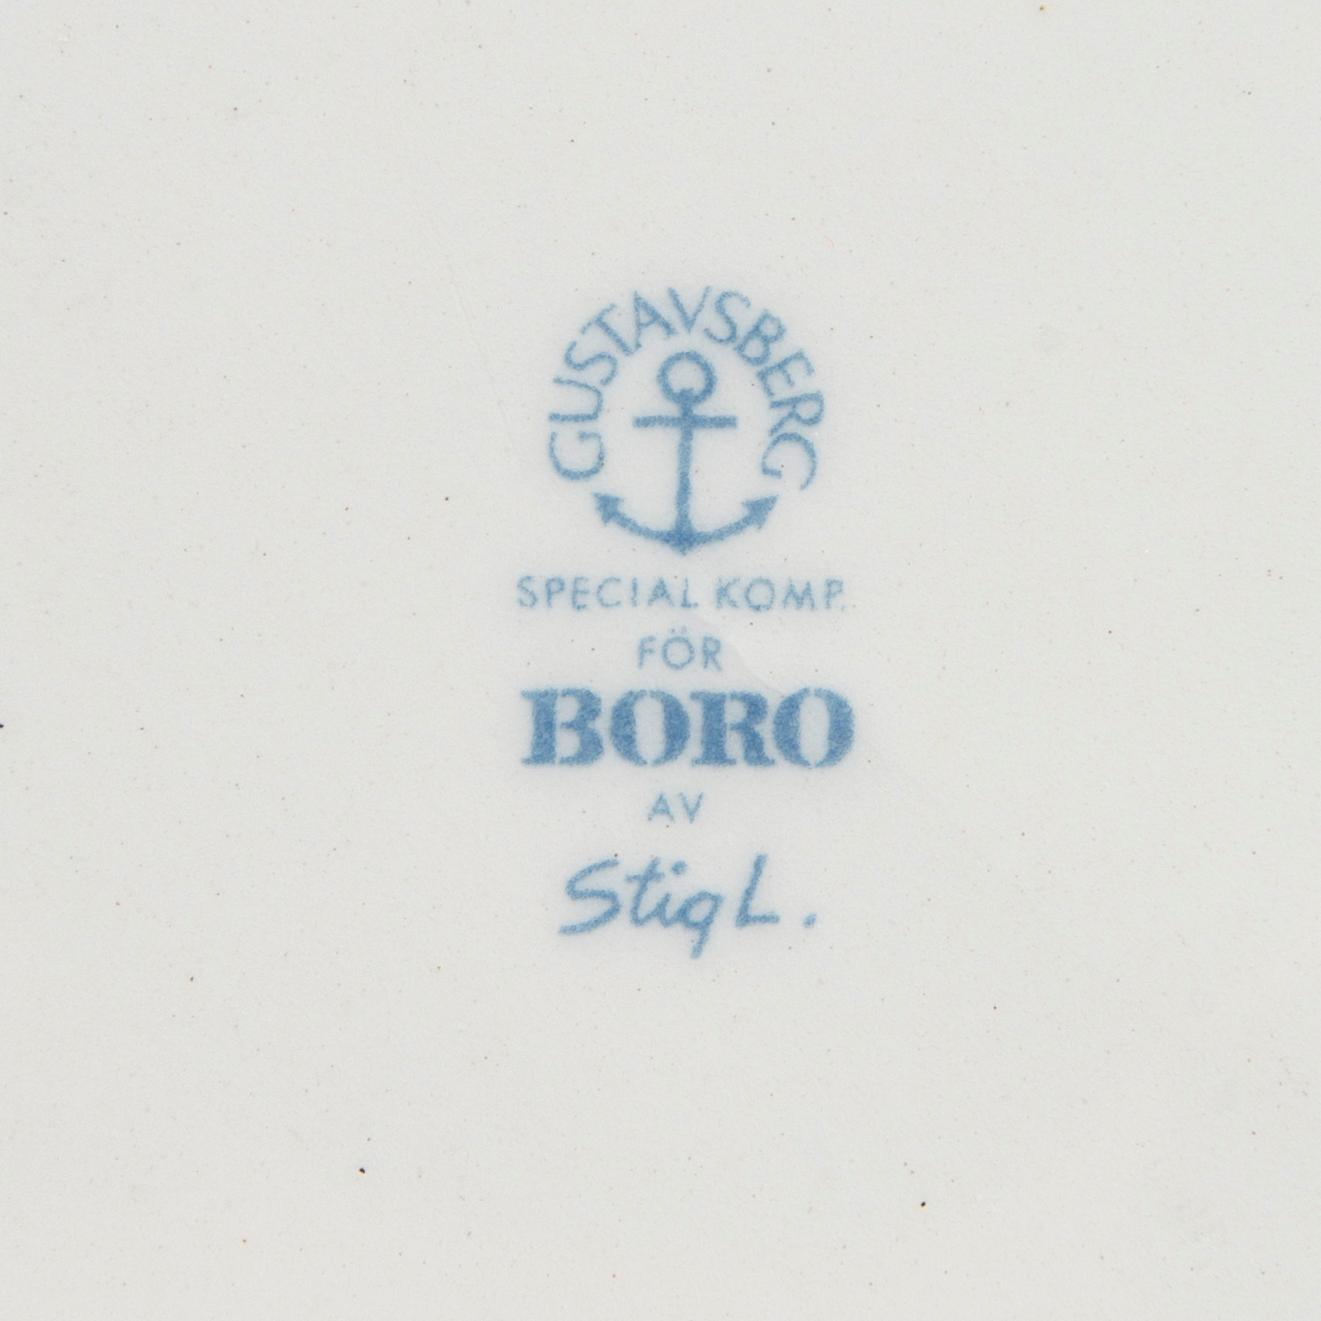 GUSTAVSBERG
SPECIAL KOMP.
FÖR
BORO
AV
Stig L.